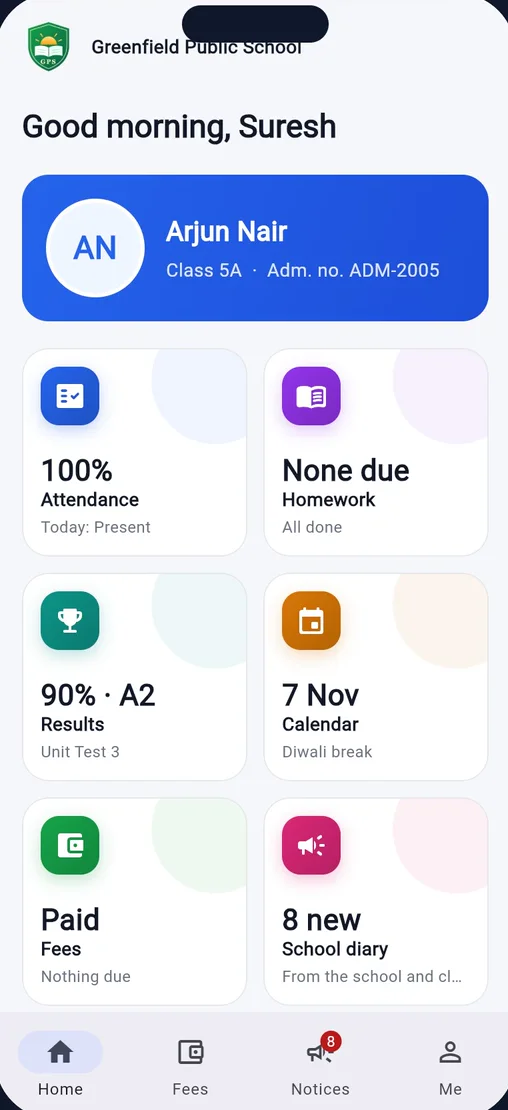 GPS
Greenfield Public School
Good morning, Suresh
AN
Arjun Nair
Class 5A · Adm. no. ADM-2005
100%
Attendance
Today: Present
None due
Homework
All done
90% · A2
Results
Unit Test 3
7 Nov
Calendar
Diwali break
Paid
Fees
Nothing due
8 new
School diary
From the school and cl...
8
Home
Fees
Notices
Me